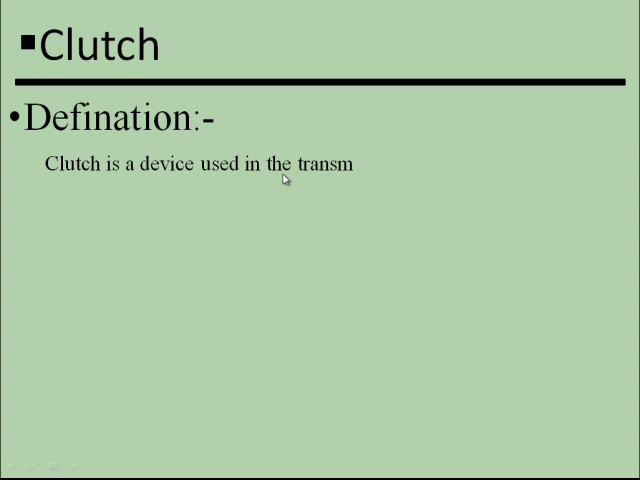 ▪Clutch
•Defination:-
Clutch is a device used in the transm